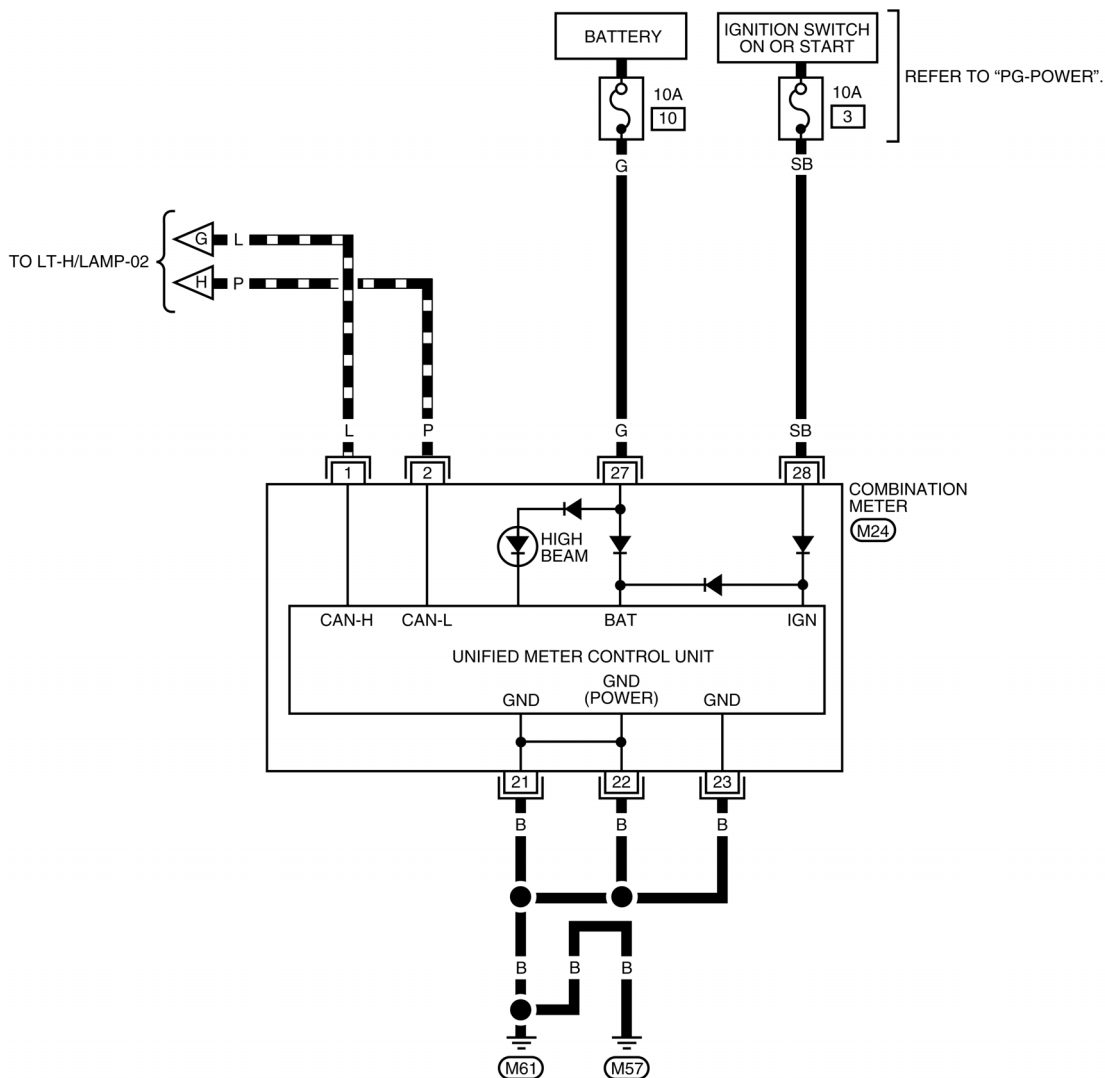 BATTERY
IGNITION SWITCH
ON OR START
REFER TO “PG-POWER”.
10A
10
10A
3
G
SB
TO LT-H/LAMP-02
G
L
H
P
L
P
G
SB
1
2
27
28
COMBINATION
METER
M24
HIGH
BEAM
CAN-H
CAN-L
BAT
IGN
UNIFIED METER CONTROL UNIT
GND
GND
(POWER)
GND
21
22
23
B
B
B
B
B
B
M61
M57